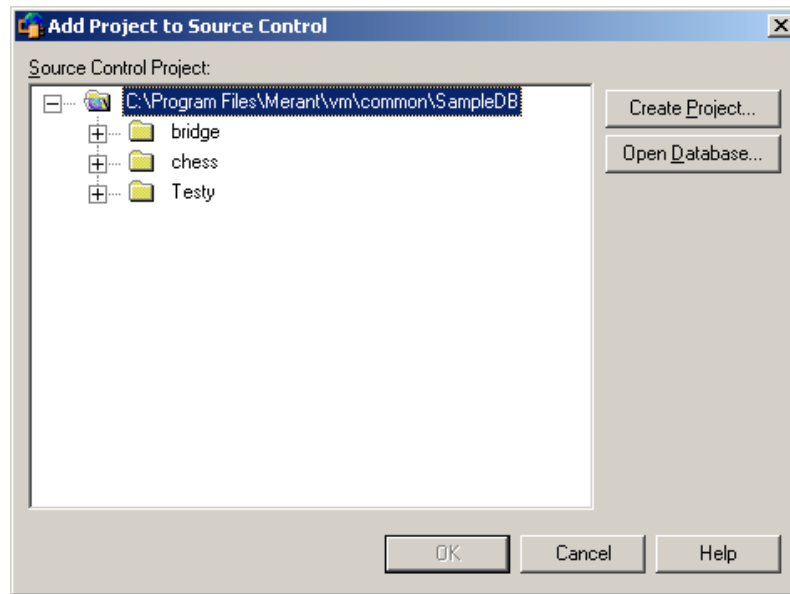 Add Project to Source Control
Source Control Project:
C:\Program Files\Merant\vm\common\SampleDB
bridge
chess
Testy
Create Project...
Open Database...
OK
Cancel
Help